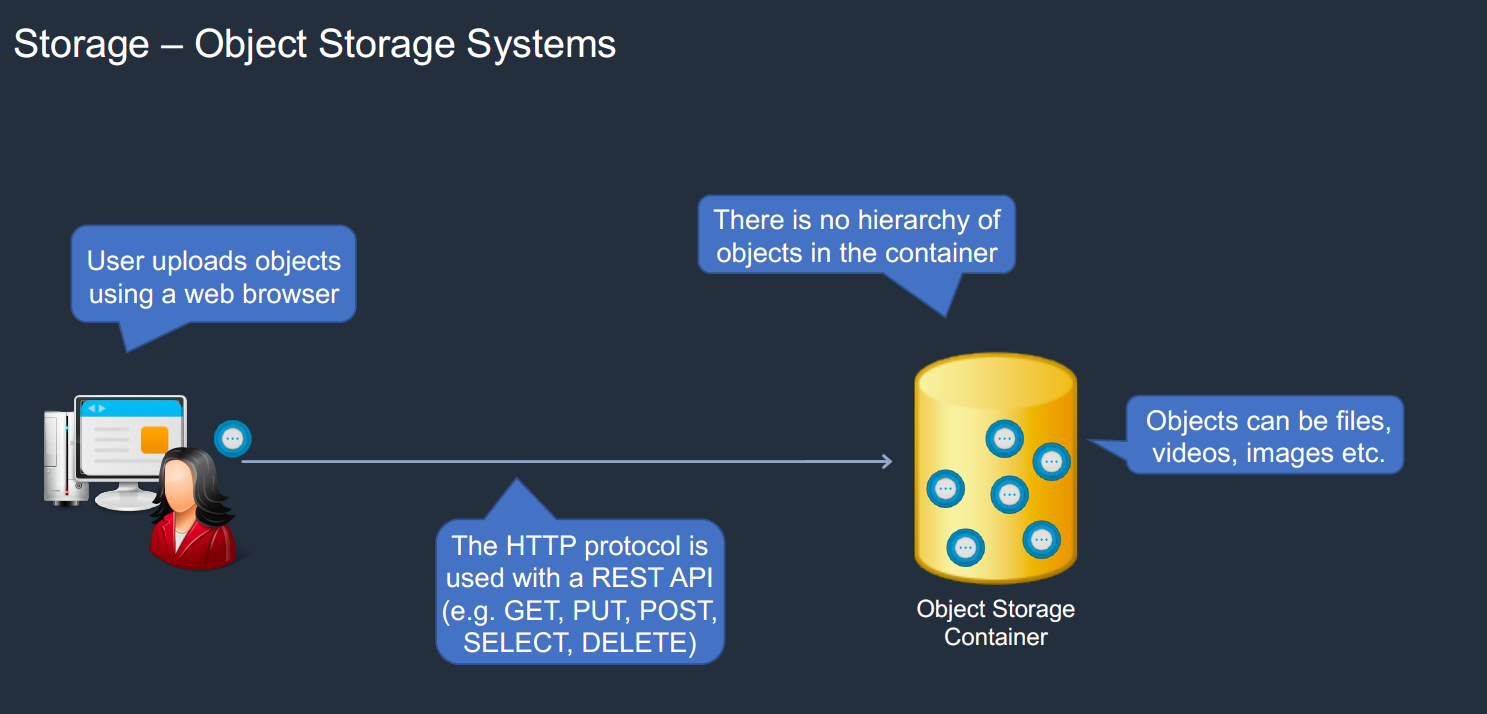 Storage – Object Storage Systems
There is no hierarchy of
objects in the container
User uploads objects
using a web browser
Objects can be files,
videos, images etc.
The HTTP protocol is
used with a REST API
(e.g. GET, PUT, POST,
SELECT, DELETE)
Object Storage
Container